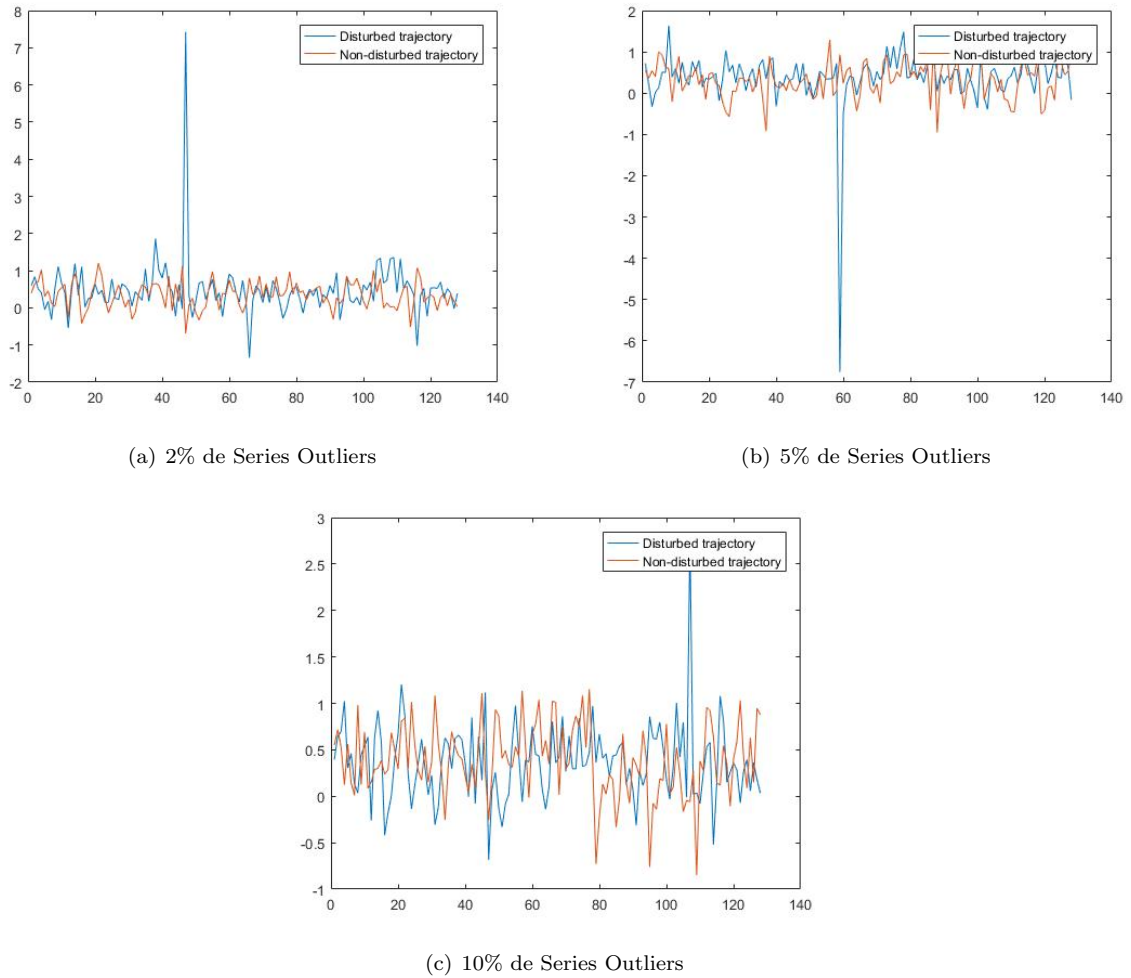 8
7
6
5
4
3
2
1
0
-1
-2
0 20 40 60 80 100 120 140
Disturbed trajectory
Non-disturbed trajectory
(a) 2% de Series Outliers
2
1
0
-1
-2
-3
-4
-5
-6
-7
0 20 40 60 80 100 120 140
Disturbed trajectory
Non-disturbed trajectory
(b) 5% de Series Outliers
3
2.5
2
1.5
1
0.5
0
-0.5
-1
0 20 40 60 80 100 120 140
Disturbed trajectory
Non-disturbed trajectory
(c) 10% de Series Outliers